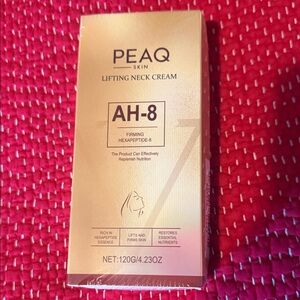 PEAQ
SKIN
LIFTING NECK CREAM
AH-8
FIRMING
HEXAPEPTIDE-8
The Product Can Effectively
Replenish Nutrition
7
RICH IN
HEXAPEPTIDE
ESSENCE
LIFTS AND
FIRMS SKIN
RESTORES
ESSENTIAL
NUTRIENTS
NET:120G/4.23OZ